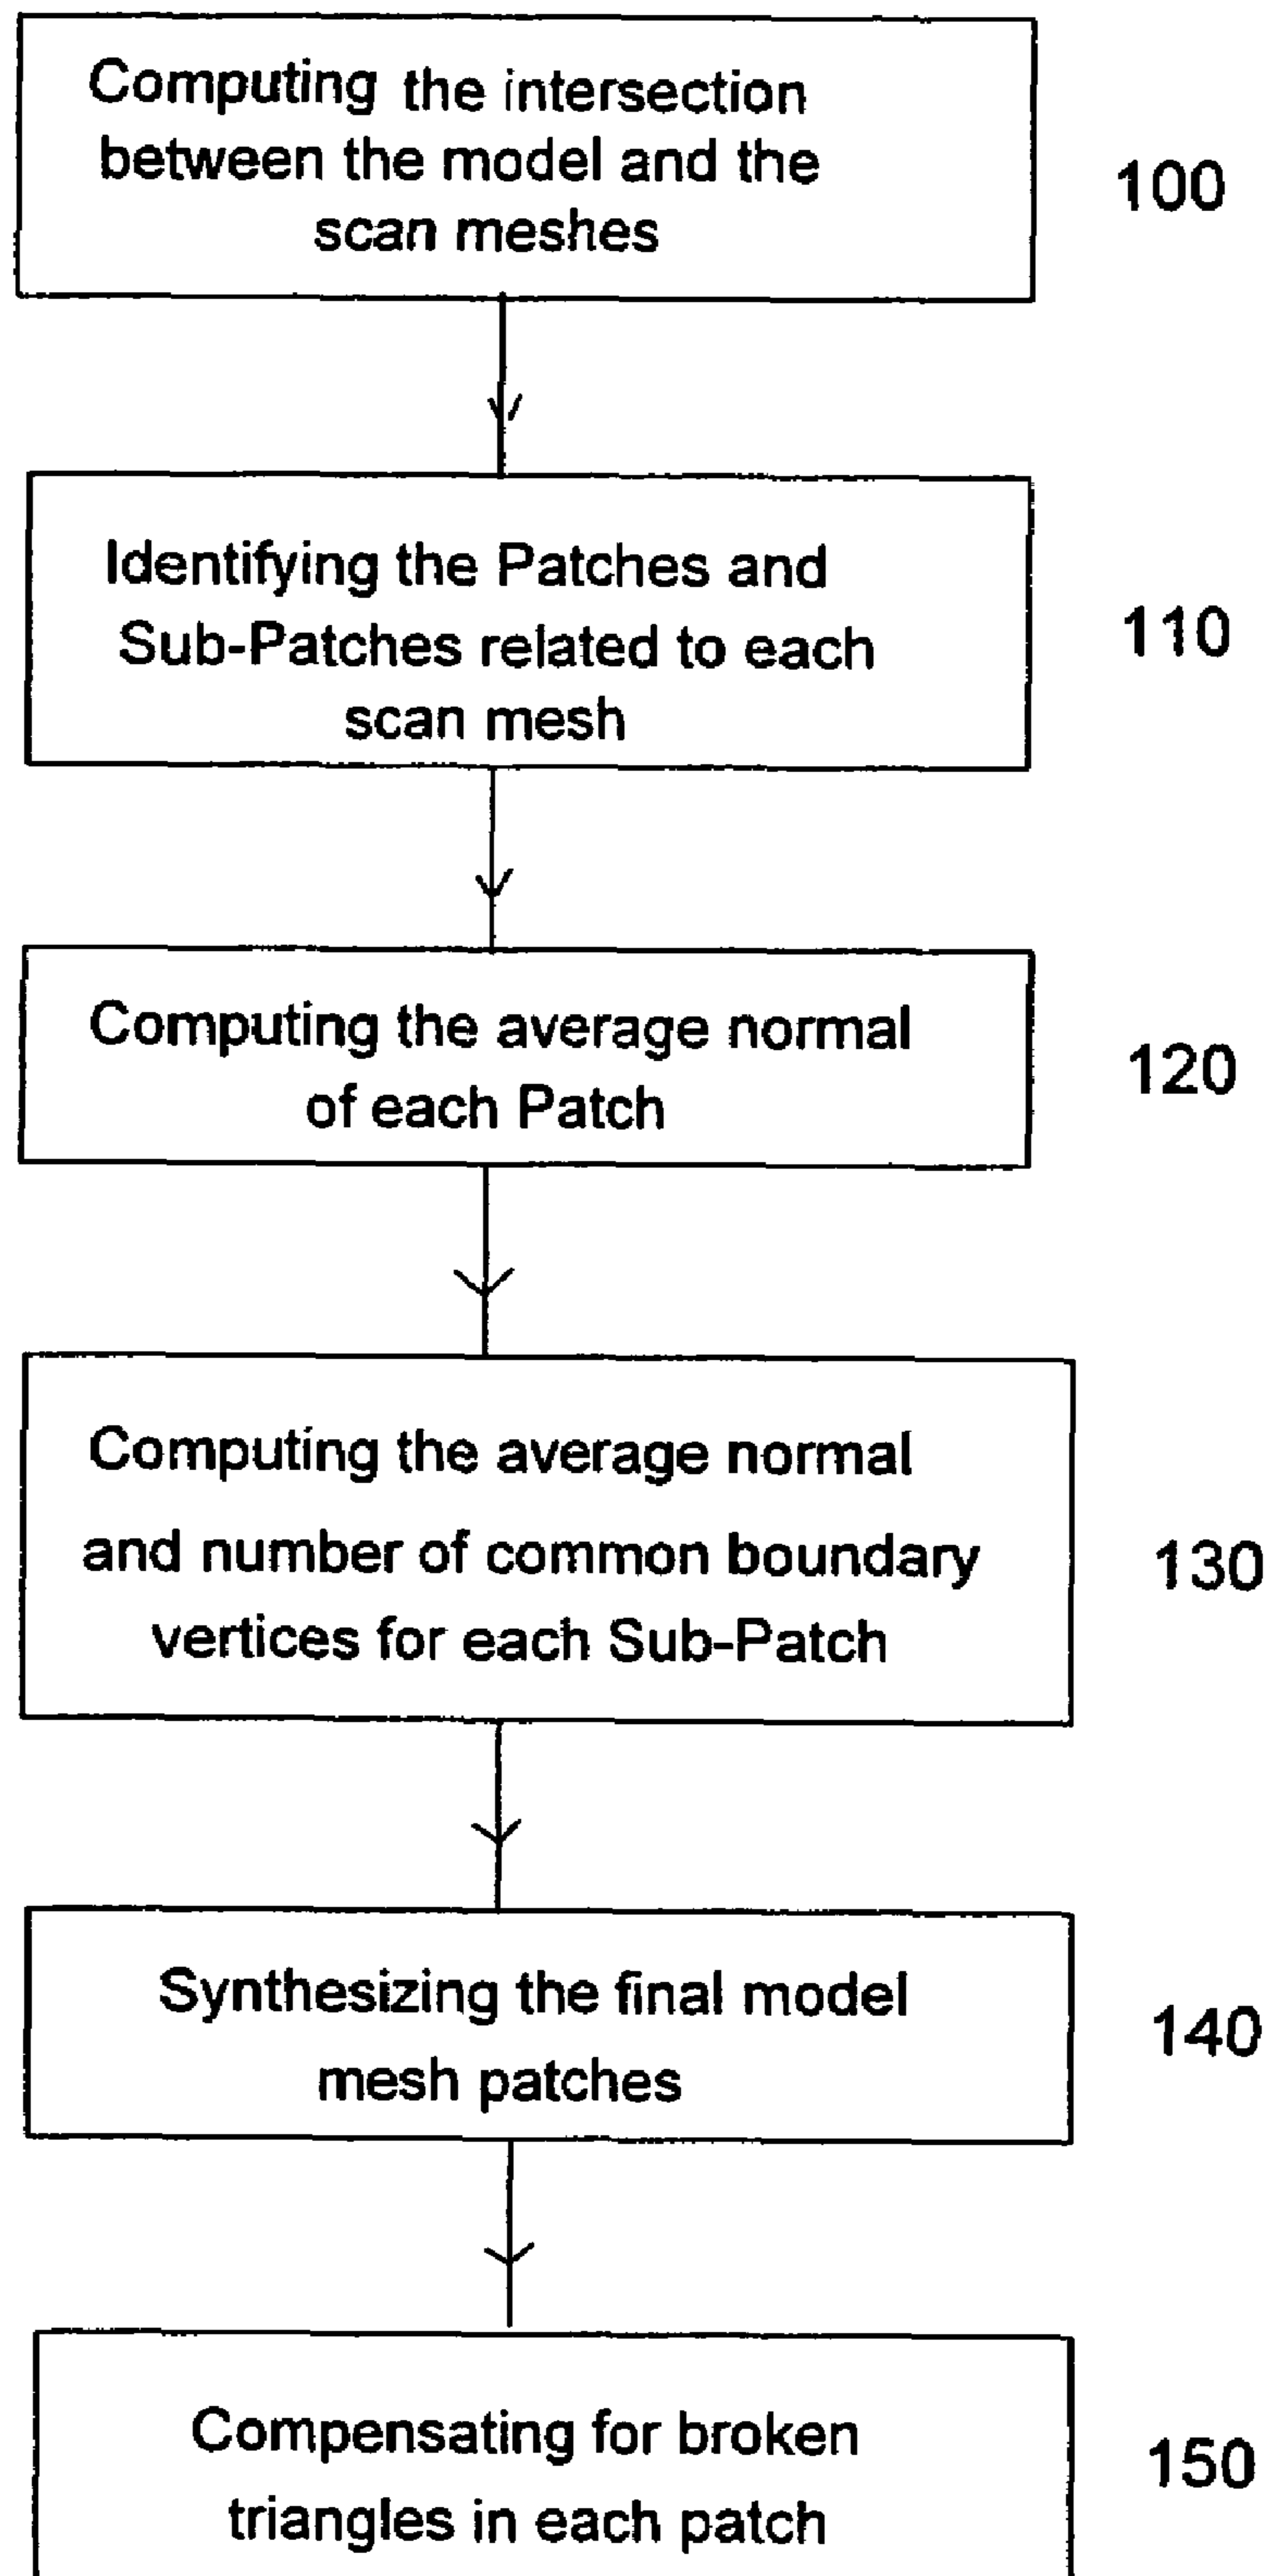 Computing the intersection
between the model and the
scan meshes
100
Identifying the Patches and
Sub-Patches related to each
scan mesh
110
Computing the average normal
of each Patch
120
Computing the average normal
and number of common boundary
vertices for each Sub-Patch
130
Synthesizing the final model
mesh patches
140
Compensating for broken
triangles in each patch
150